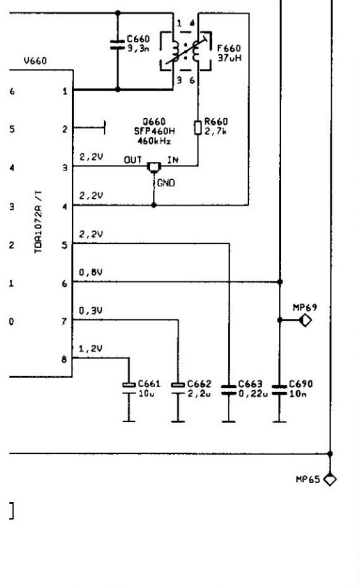 1 4
C660
3,3n
F660
37uH
V660
3 6
6
1
5
2
Q660
SFP460H
460kHz
R660
2,7k
4
3
2,2V
OUT
IN
GND
3
4
2,2V
TDA1072A/T
2
5
2,2V
1
6
0,8V
MP69
0
7
0,3V
8
1,2V
C661
10u
C662
2,2u
C663
0,22u
C690
10n
MP65
]